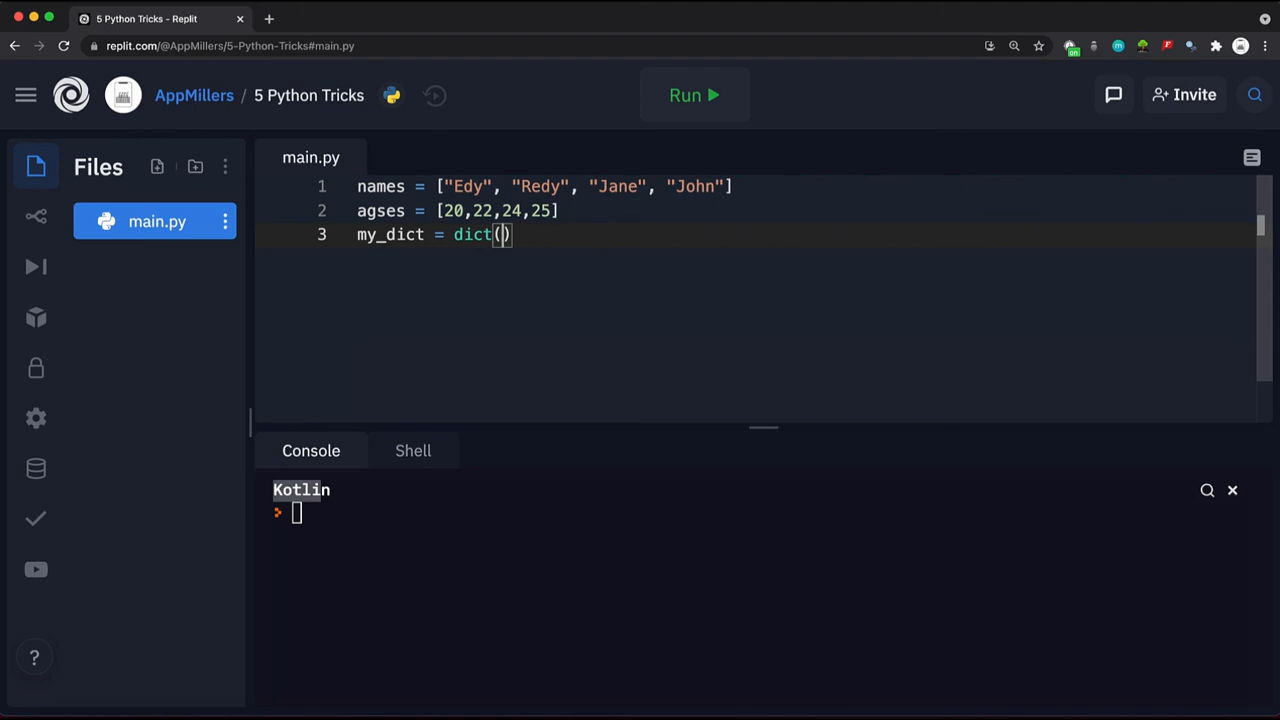 5 Python Tricks - Replit
replit.com/@AppMillers/5-Python-Tricks#main.py
on
AppMillers / 5 Python Tricks
Run
Invite
Files
main.py
main.py
1 names = ["Edy", "Redy", "Jane", "John"]
2 agses = [20,22,24,25]
3 my_dict = dict()
Console
Shell
Kotlin
?